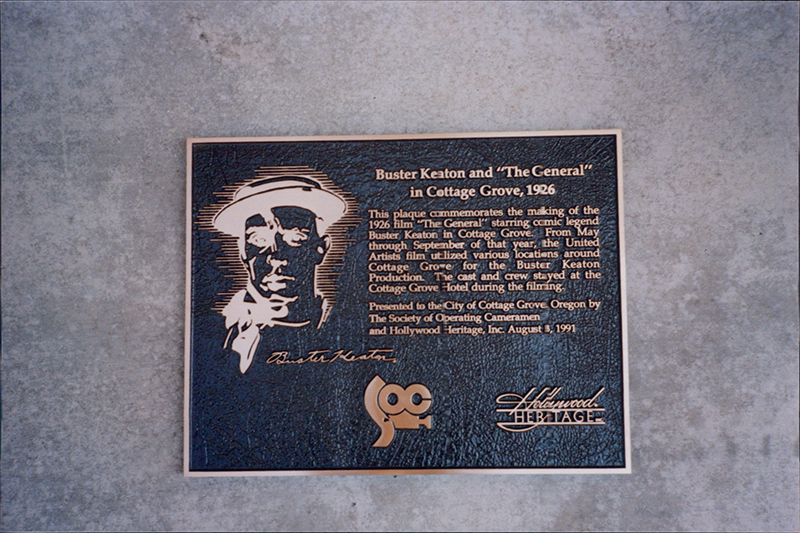 Buster Keaton and "The General"
in Cottage Grove, 1926
This plaque commemorates the making of the
1926 film "The General" starring comic legend
Buster Keaton in Cottage Grove. From May
through September of that year, the United
Artists film utilized various locations around
Cottage Grove for the Buster Keaton
Production. The cast and crew stayed at the
Cottage Grove Hotel during the filming.
Presented to the City of Cottage Grove, Oregon by
The Society of Operating Cameramen
and Hollywood Heritage, Inc. August 8, 1991
Buster Keaton
SOC
Hollywood
HERITAGE